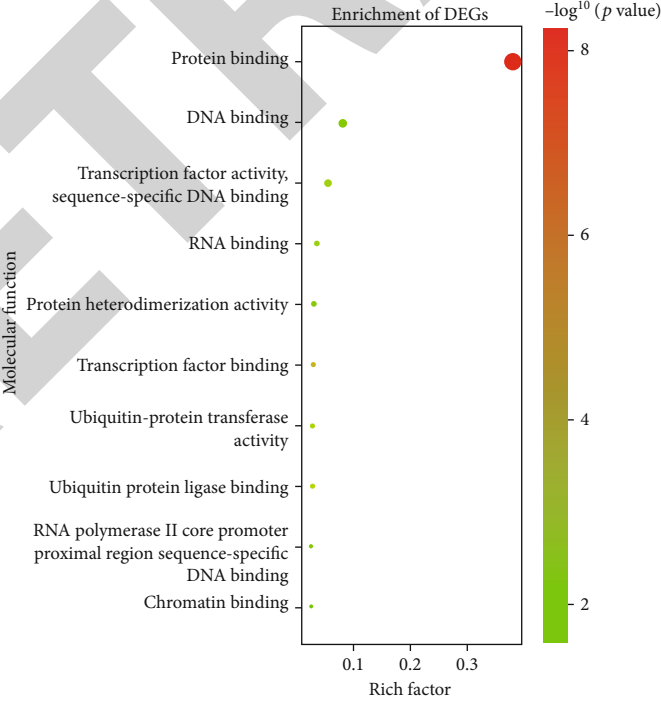 Enrichment of DEGs
–log¹⁰ (p value)
Molecular function
Protein binding
DNA binding
Transcription factor activity,
sequence-specific DNA binding
RNA binding
Protein heterodimerization activity
Transcription factor binding
Ubiquitin-protein transferase
activity
Ubiquitin protein ligase binding
RNA polymerase II core promoter
proximal region sequence-specific
DNA binding
Chromatin binding
0.1 0.2 0.3
Rich factor
8
6
4
2